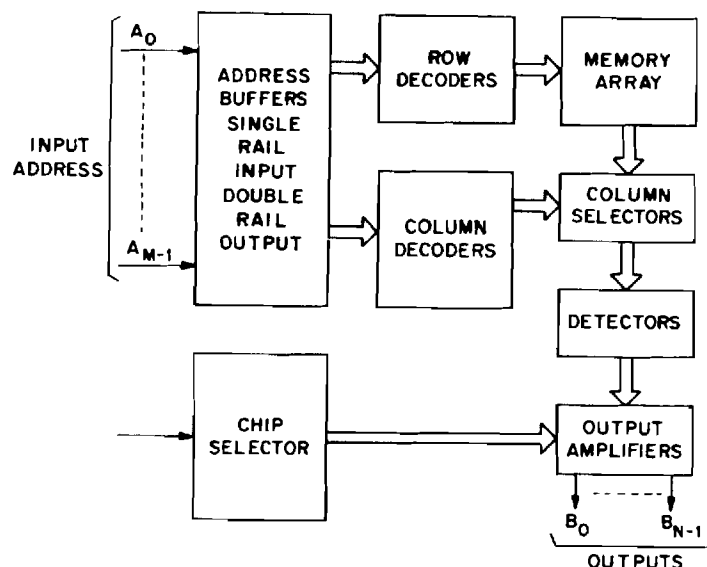 A0
AM-1
INPUT
ADDRESS
ADDRESS
BUFFERS
SINGLE
RAIL
INPUT
DOUBLE
RAIL
OUTPUT
ROW
DECODERS
MEMORY
ARRAY
COLUMN
DECODERS
COLUMN
SELECTORS
DETECTORS
CHIP
SELECTOR
OUTPUT
AMPLIFIERS
B0
BN-1
OUTPUTS